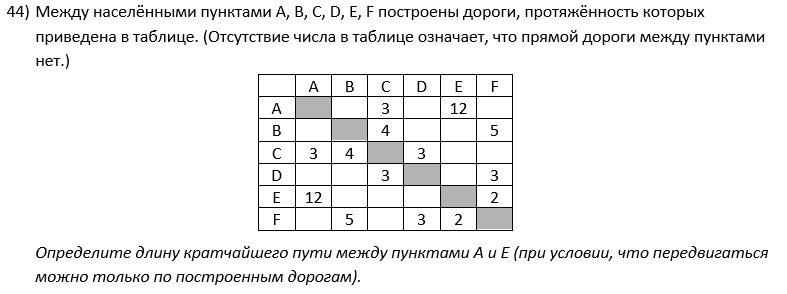 44) Между населёнными пунктами A, B, C, D, E, F построены дороги, протяжённость которых
приведена в таблице. (Отсутствие числа в таблице означает, что прямой дороги между пунктами
нет.)
A B C D E F
A 3 12
B 4 5
C 3 4 3
D 3 3
E 12 2
F 5 3 2
Определите длину кратчайшего пути между пунктами A и E (при условии, что передвигаться
можно только по построенным дорогам).